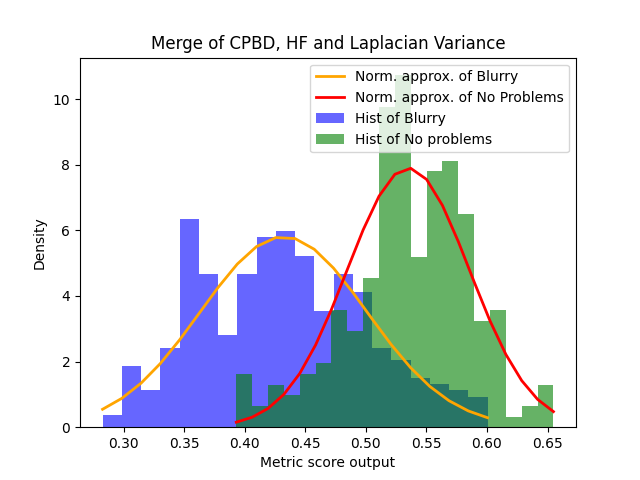 Merge of CPBD, HF and Laplacian Variance
Norm. approx. of Blurry
Norm. approx. of No Problems
Hist of Blurry
Hist of No problems
Density
10
8
6
4
2
0
0.30 0.35 0.40 0.45 0.50 0.55 0.60 0.65
Metric score output